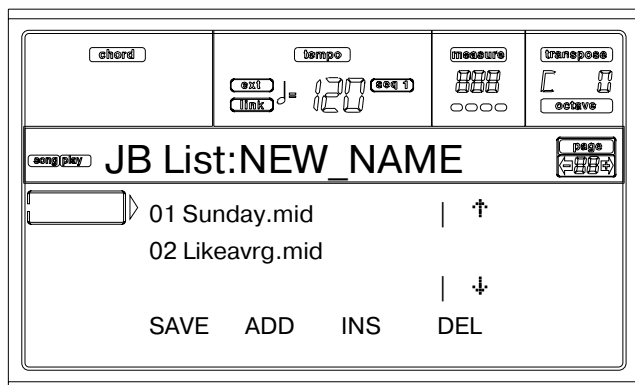 chord tempo measure transpose
ext ♩= 120 seq 1 888 C 0
link octave
song play JB List:NEW_NAME page
-88+
01 Sunday.mid | ↑
02 Likeavrg.mid
| ↓
SAVE ADD INS DEL